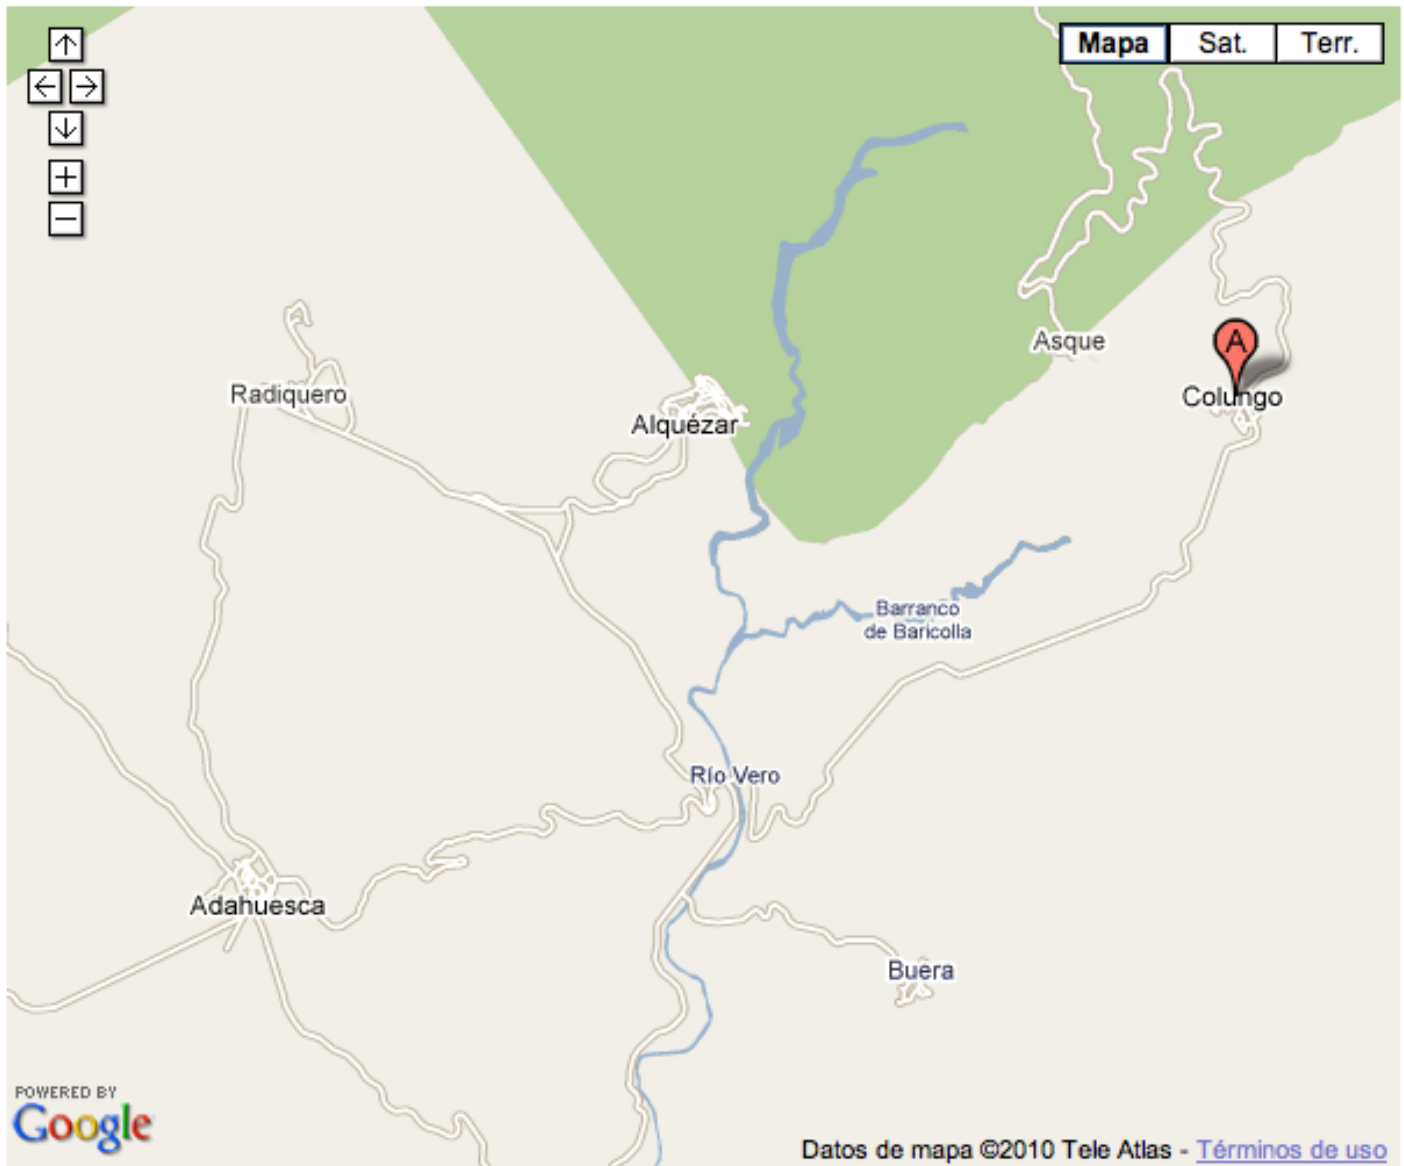 Mapa
Sat.
Terr.
Asque
A
Colungo
Radiquero
Alquézar
Barranco
de Baricolla
Río Vero
Adahuesca
Buera
POWERED BY
Google
Datos de mapa ©2010 Tele Atlas - Términos de uso